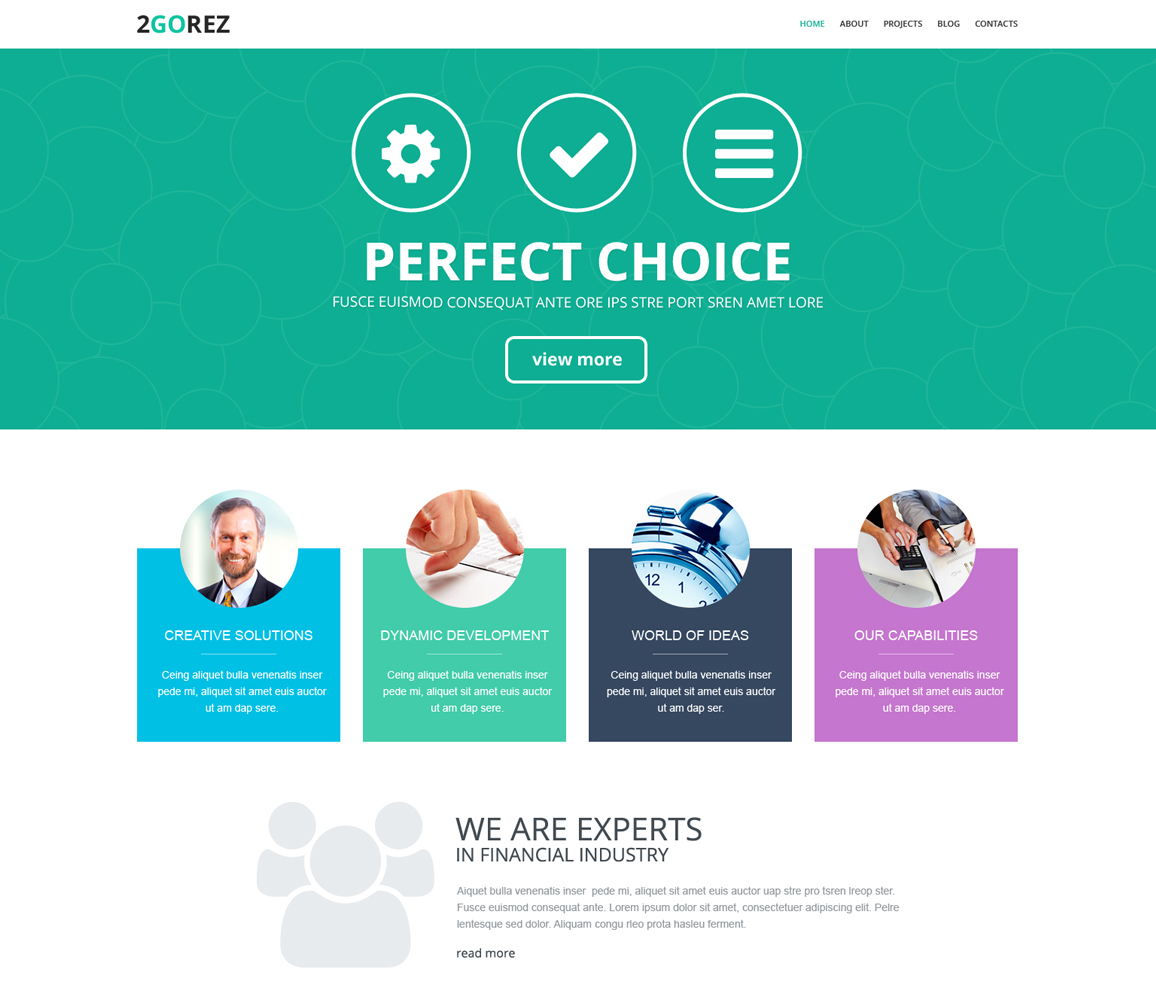 2GOREZ
HOME ABOUT PROJECTS BLOG CONTACTS
PERFECT CHOICE
FUSCE EUISMOD CONSEQUAT ANTE ORE IPS STRE PORT SREN AMET LORE
view more
12 1
CREATIVE SOLUTIONS
Ceing aliquet bulla venenatis inser
pede mi, aliquet sit amet euis auctor
ut am dap sere.
DYNAMIC DEVELOPMENT
Ceing aliquet bulla venenatis inser
pede mi, aliquet sit amet euis auctor
ut am dap sere.
WORLD OF IDEAS
Ceing aliquet bulla venenatis inser
pede mi, aliquet sit amet euis auctor
ut am dap ser.
OUR CAPABILITIES
Ceing aliquet bulla venenatis inser
pede mi, aliquet sit amet euis auctor
ut am dap sere.
WE ARE EXPERTS
IN FINANCIAL INDUSTRY
Aiquet bulla venenatis inser  pede mi, aliquet sit amet euis auctor uap stre pro tsren lreop ster.
Fusce euismod consequat ante. Lorem ipsum dolor sit amet, consectetuer adipiscing elit. Pelre
lentesque sed dolor. Aliquam congu rleo prota hasleu ferment.
read more